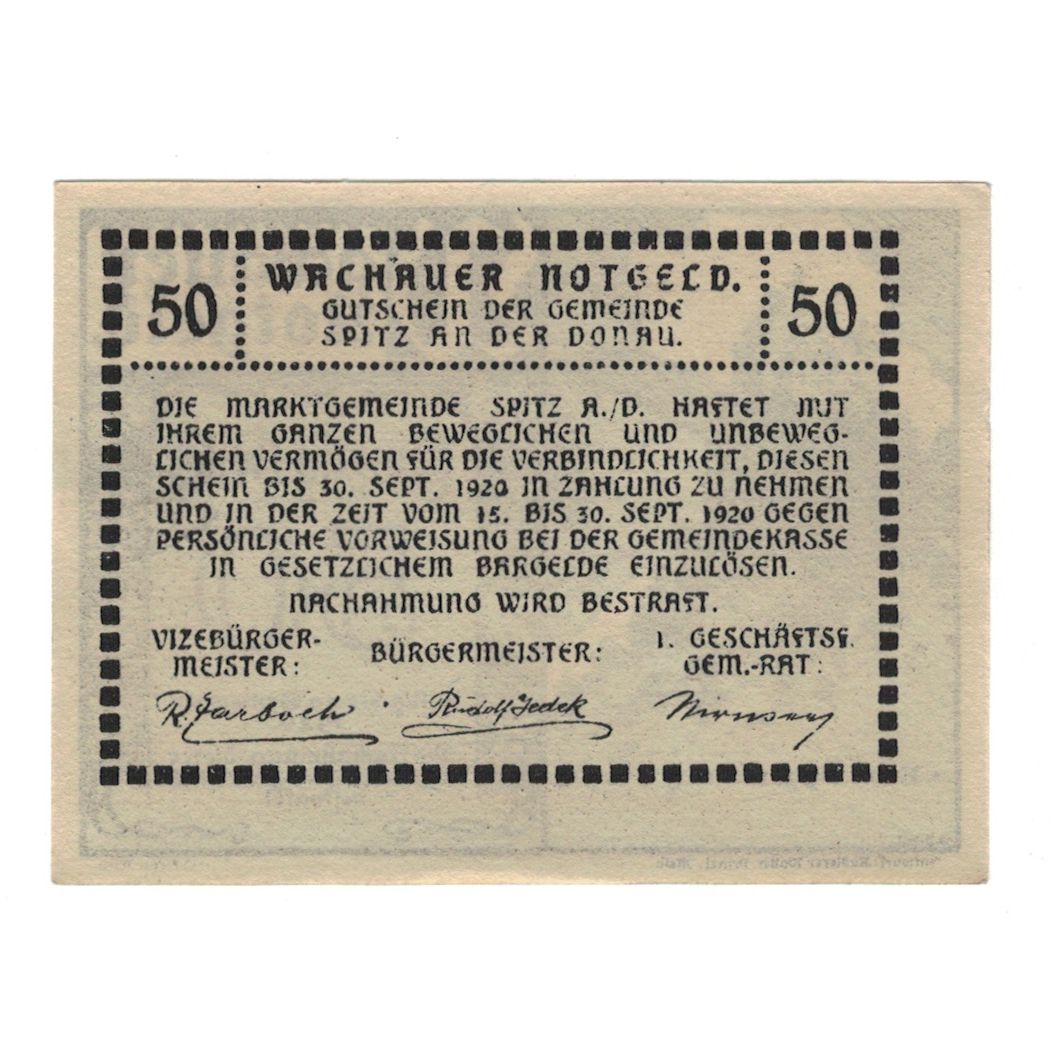 50 WACHAUER NOTGELD. 50
GUTSCHEIN DER GEMEINDE
SPITZ AN DER DONAU.
DIE MARKTGEMEINDE SPITZ A./D. HAFTET MIT
IHREM GANZEN BEWEGLICHEN UND UNBEWEG-
LICHEN VERMÖGEN FÜR DIE VERBINDLICHKEIT, DIESEN
SCHEIN BIS 30. SEPT. 1920 IN ZAHLUNG ZU NEHMEN
UND IN DER ZEIT VOM 15. BIS 30. SEPT. 1920 GEGEN
PERSÖNLICHE VORWEISUNG BEI DER GEMEINDEKASSE
IN GESETZLICHEM BARGELDE EINZULÖSEN.
NACHAHMUNG WIRD BESTRAFT.
VIZEBÜRGER-
MEISTER:
BÜRGERMEISTER:
1. GESCHÄFTSF.
GEM.-RAT:
Rudolf